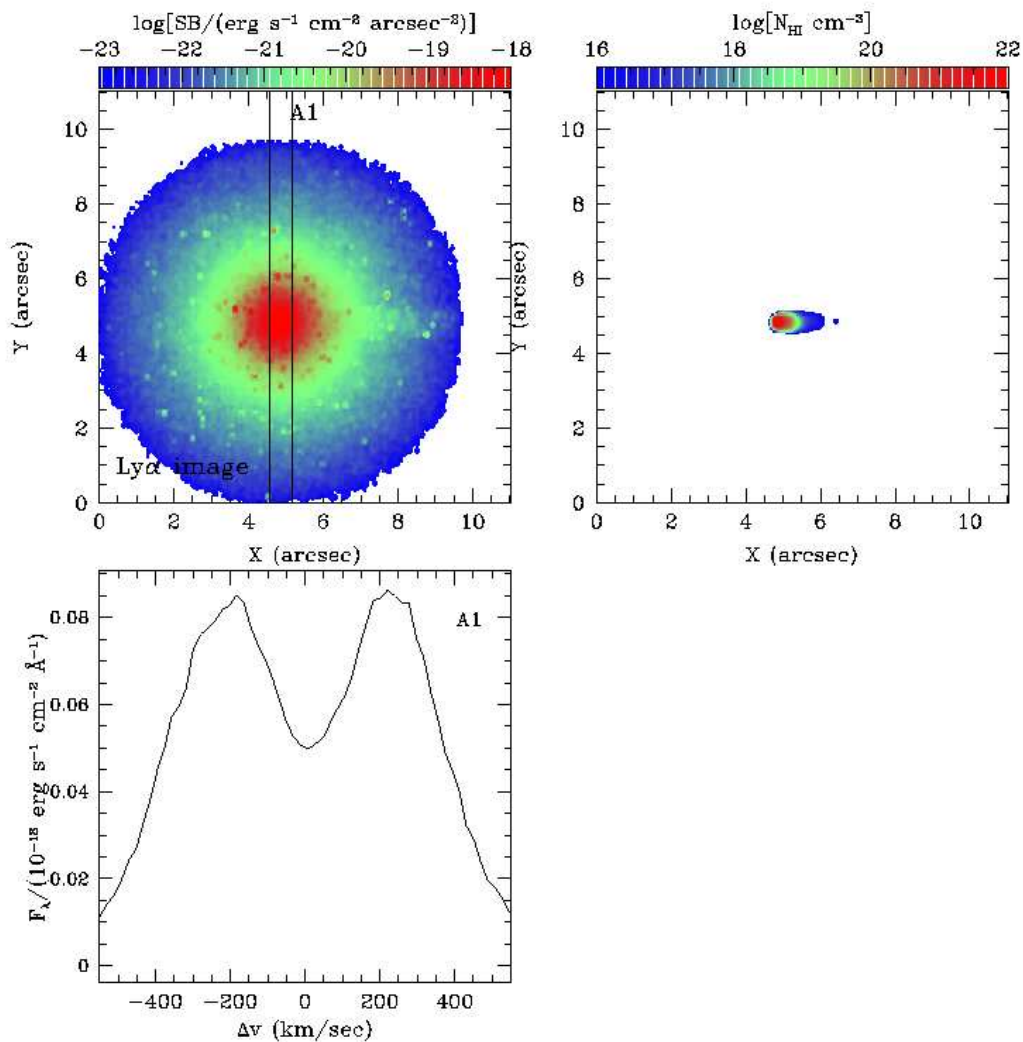 log[SB/(erg s⁻¹ cm⁻² arcsec⁻²)]
−23 −22 −21 −20 −19 −18
A1
10
8
6
4
2
0
Y (arcsec)
Lyα image
0 2 4 6 8 10
X (arcsec)
log[N_HI cm⁻³]
16 18 20 22
10
8
6
4
2
0
Y (arcsec)
0 2 4 6 8 10
X (arcsec)
A1
0.08
0.06
0.04
0.02
0
F_λ/(10⁻¹⁸ erg s⁻¹ cm⁻² Å⁻¹)
−400 −200 0 200 400
Δv (km/sec)